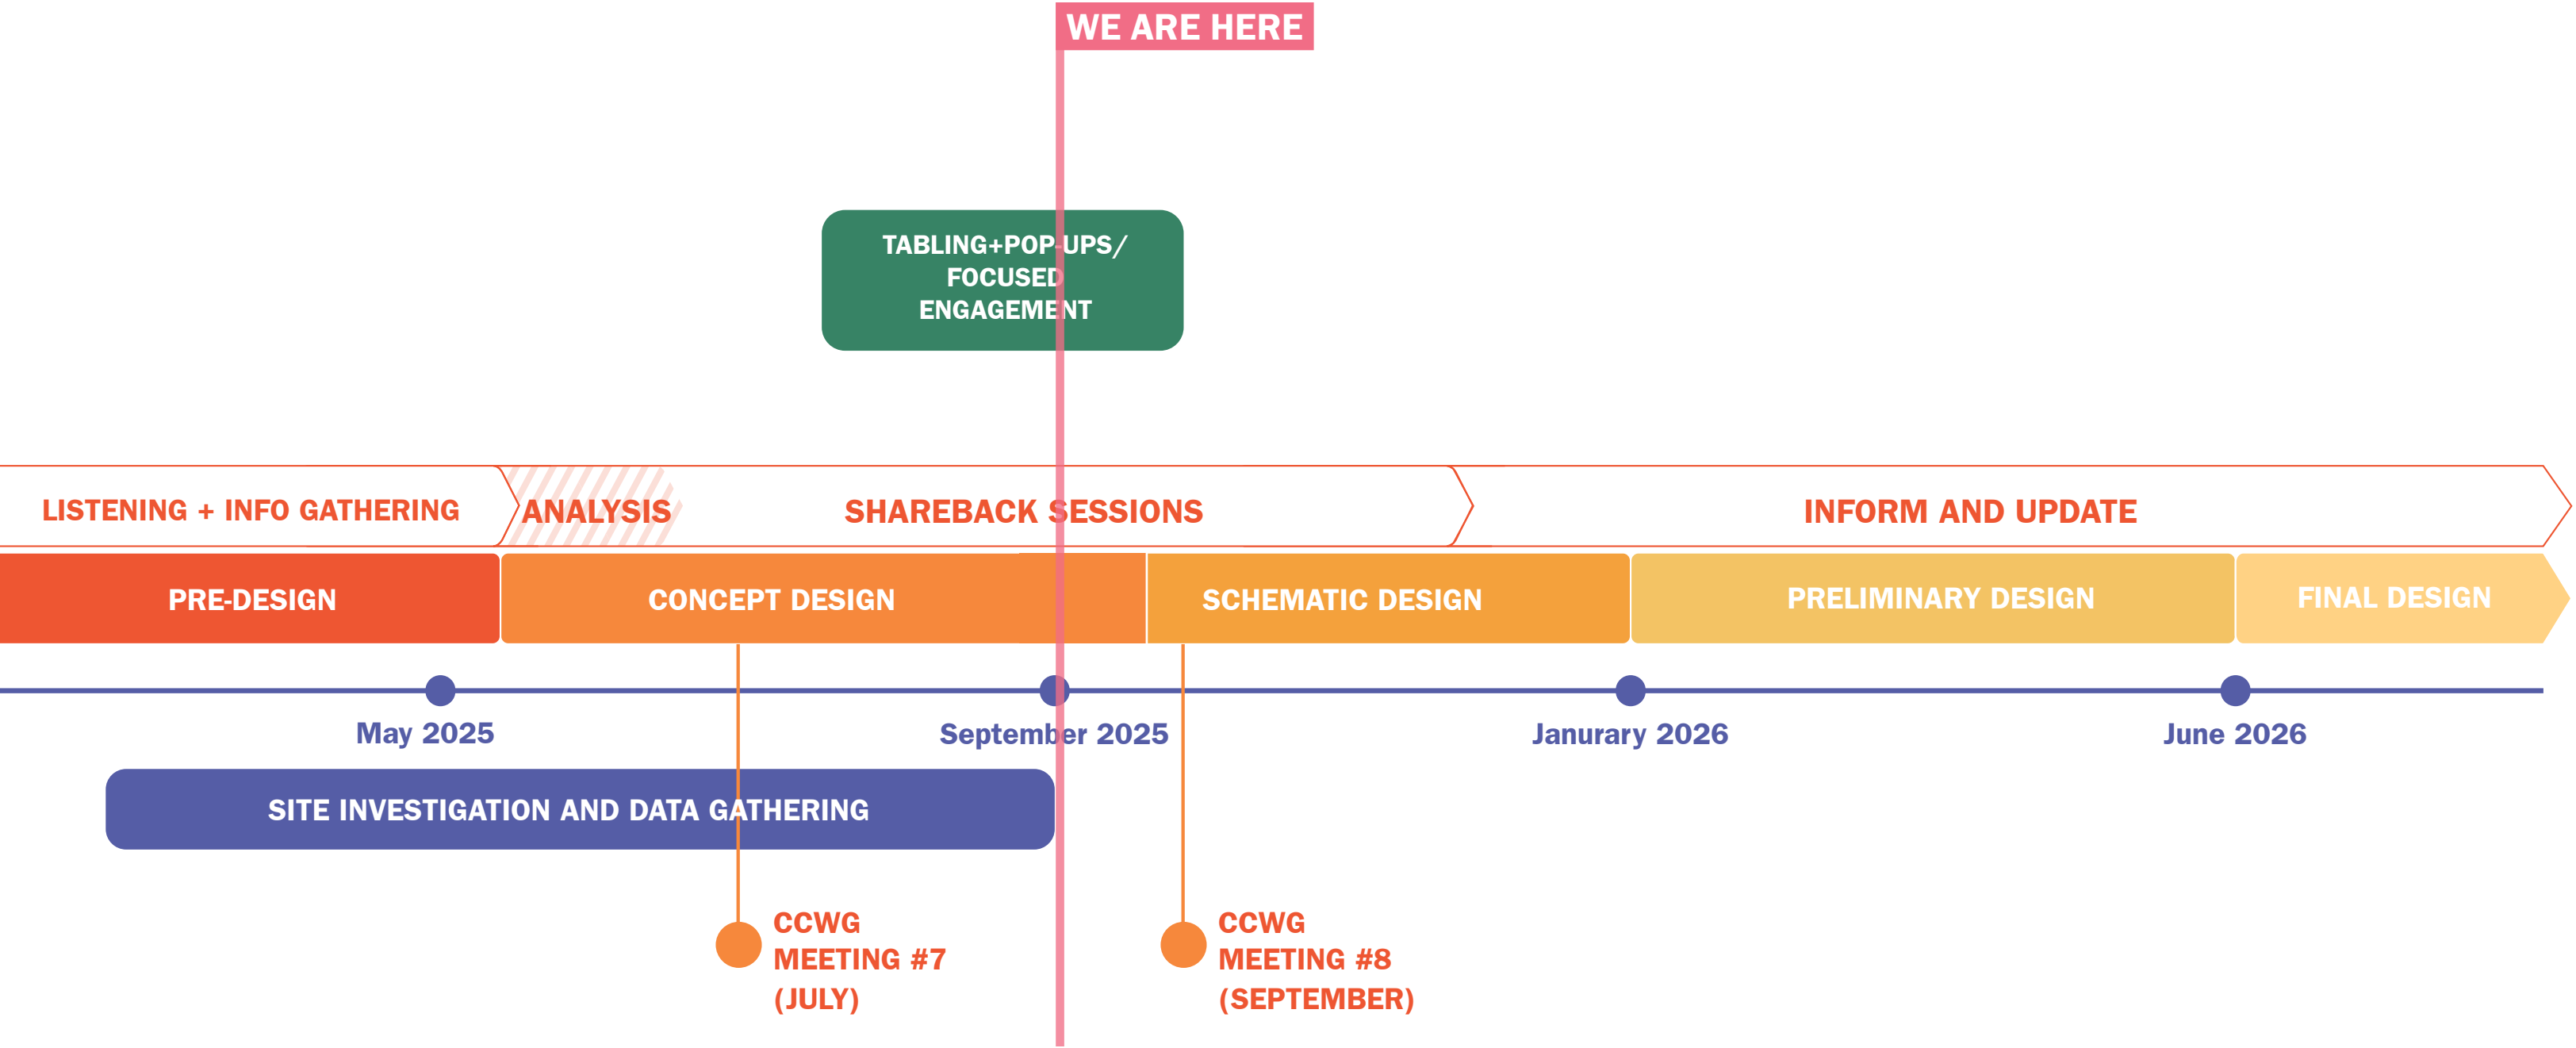 WE ARE HERE
TABLING+POP-UPS/
FOCUSED
ENGAGEMENT
LISTENING + INFO GATHERING
ANALYSIS
SHAREBACK SESSIONS
INFORM AND UPDATE
PRE-DESIGN
CONCEPT DESIGN
SCHEMATIC DESIGN
PRELIMINARY DESIGN
FINAL DESIGN
May 2025
September 2025
Janurary 2026
June 2026
SITE INVESTIGATION AND DATA GATHERING
CCWG
MEETING #7
(JULY)
CCWG
MEETING #8
(SEPTEMBER)